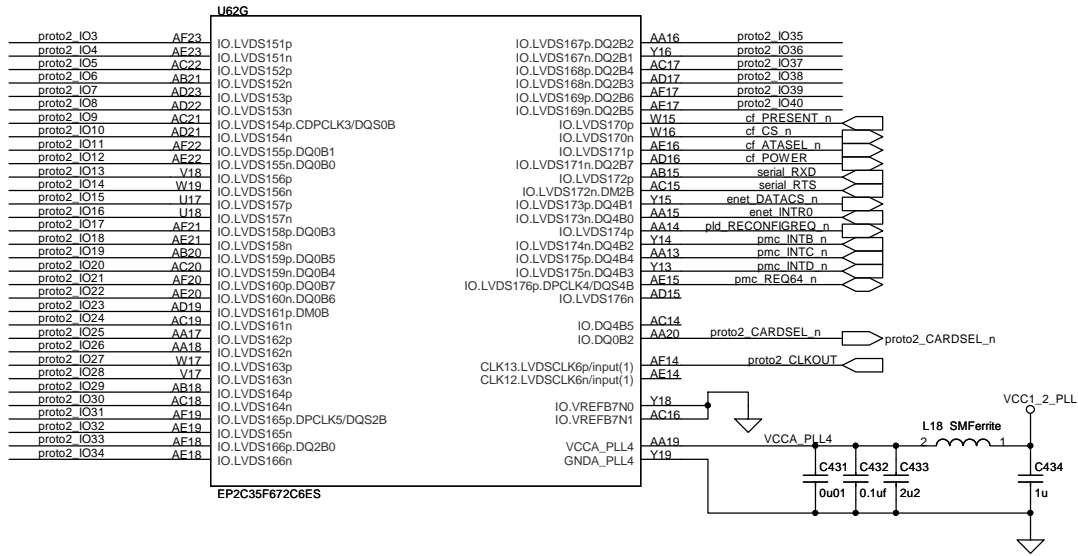 U62G
proto2_IO3 AF23 IO.LVDS151p IO.LVDS167p.DQ2B2 AA16 proto2_IO35
proto2_IO4 AE23 IO.LVDS151n IO.LVDS167n.DQ2B1 Y16 proto2_IO36
proto2_IO5 AC22 IO.LVDS152p IO.LVDS168p.DQ2B4 AC17 proto2_IO37
proto2_IO6 AB21 IO.LVDS152n IO.LVDS168n.DQ2B3 AD17 proto2_IO38
proto2_IO7 AD23 IO.LVDS153p IO.LVDS169p.DQ2B6 AF17 proto2_IO39
proto2_IO8 AD22 IO.LVDS153n IO.LVDS169n.DQ2B5 AE17 proto2_IO40
proto2_IO9 AC21 IO.LVDS154p.CDPCLK3/DQS0B IO.LVDS170p W15 cf_PRESENT_n
proto2_IO10 AD21 IO.LVDS154n IO.LVDS170n W16 cf_CS_n
proto2_IO11 AF22 IO.LVDS155p.DQ0B1 IO.LVDS171p AE16 cf_ATASEL_n
proto2_IO12 AE22 IO.LVDS155n.DQ0B0 IO.LVDS171n.DQ2B7 AD16 cf_POWER
proto2_IO13 V18 IO.LVDS156p IO.LVDS172p AB15 serial_RXD
proto2_IO14 W19 IO.LVDS156n IO.LVDS172n.DM2B AC15 serial_RTS
proto2_IO15 U17 IO.LVDS157p IO.LVDS173p.DQ4B1 Y15 enet_DATACS_n
proto2_IO16 U18 IO.LVDS157n IO.LVDS173n.DQ4B0 AA15 enet_INTR0
proto2_IO17 AF21 IO.LVDS158p.DQ0B3 IO.LVDS174p AA14 pld_RECONFIGREQ_n
proto2_IO18 AE21 IO.LVDS158n IO.LVDS174n.DQ4B2 Y14 pmc_INTB_n
proto2_IO19 AB20 IO.LVDS159p.DQ0B5 IO.LVDS175p.DQ4B4 AA13 pmc_INTC_n
proto2_IO20 AC20 IO.LVDS159n.DQ0B4 IO.LVDS175n.DQ4B3 Y13 pmc_INTD_n
proto2_IO21 AF20 IO.LVDS160p.DQ0B7 IO.LVDS176p.DPCLK4/DQS4B AE15 pmc_REQ64_n
proto2_IO22 AE20 IO.LVDS160n.DQ0B6 IO.LVDS176n AD15
proto2_IO23 AD19 IO.LVDS161p.DM0B
proto2_IO24 AC19 IO.LVDS161n IO.DQ4B5 AC14
proto2_IO25 AA17 IO.LVDS162p IO.DQ0B2 AA20 proto2_CARDSEL_n proto2_CARDSEL_n
proto2_IO26 AA18 IO.LVDS162n
proto2_IO27 W17 IO.LVDS163p CLK13.LVDSCLK6p/input(1) AF14 proto2_CLKOUT
proto2_IO28 V17 IO.LVDS163n CLK12.LVDSCLK6n/input(1) AE14
proto2_IO29 AB18 IO.LVDS164p
proto2_IO30 AC18 IO.LVDS164n IO.VREFB7N0 Y18 VCC1_2_PLL
proto2_IO31 AF19 IO.LVDS165p.DPCLK5/DQS2B IO.VREFB7N1 AC16
proto2_IO32 AE19 IO.LVDS165n L18 SMFerrite
proto2_IO33 AF18 IO.LVDS166p.DQ2B0 VCCA_PLL4 AA19 VCCA_PLL4 2 1
proto2_IO34 AE18 IO.LVDS166n GNDA_PLL4 Y19
C431 C432 C433 C434
0u01 0.1uf 2u2 1u
EP2C35F672C6ES